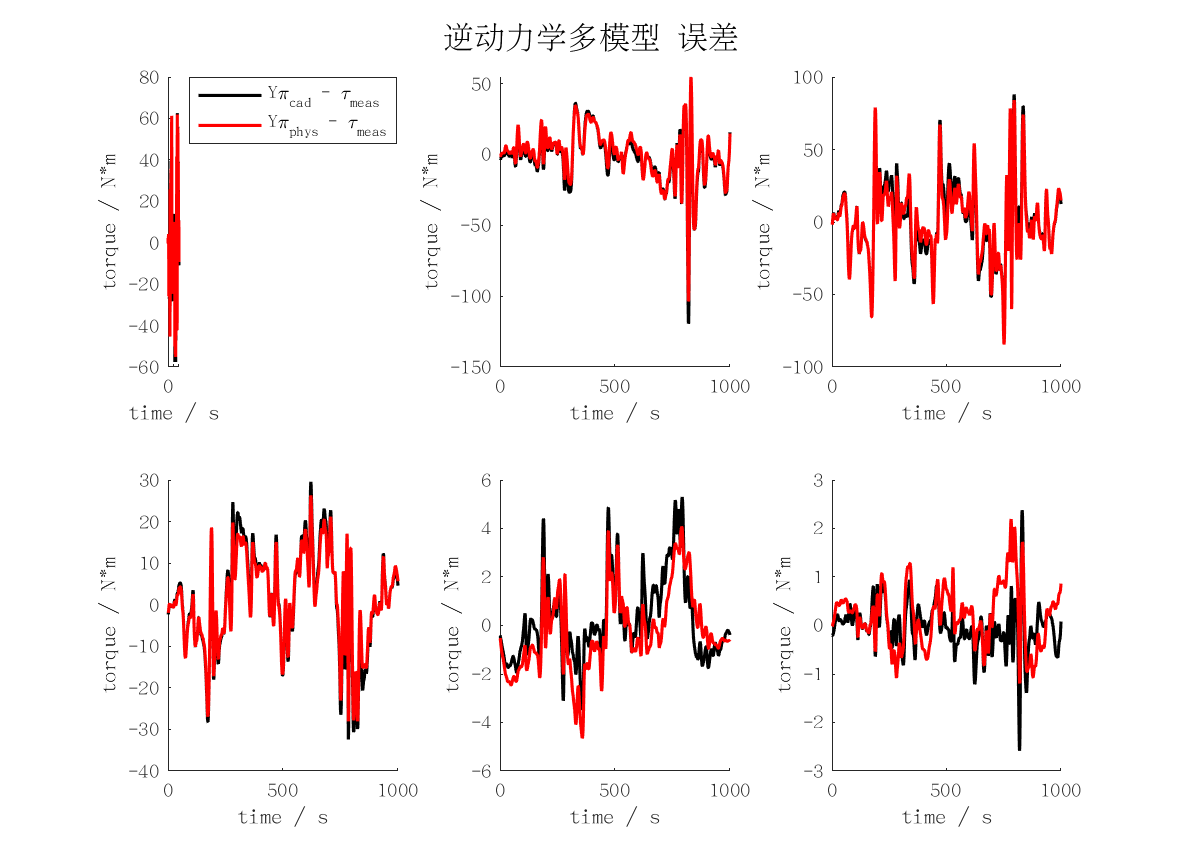 逆动力学多模型 误差
80
60
40
20
0
-20
-40
-60
torque / N*m
0
time / s
Yπcad - τmeas
Yπphys - τmeas
50
0
-50
-100
-150
torque / N*m
0 500 1000
time / s
100
50
0
-50
-100
torque / N*m
0 500 1000
time / s
30
20
10
0
-10
-20
-30
-40
torque / N*m
0 500 1000
time / s
6
4
2
0
-2
-4
-6
torque / N*m
0 500 1000
time / s
3
2
1
0
-1
-2
-3
torque / N*m
0 500 1000
time / s